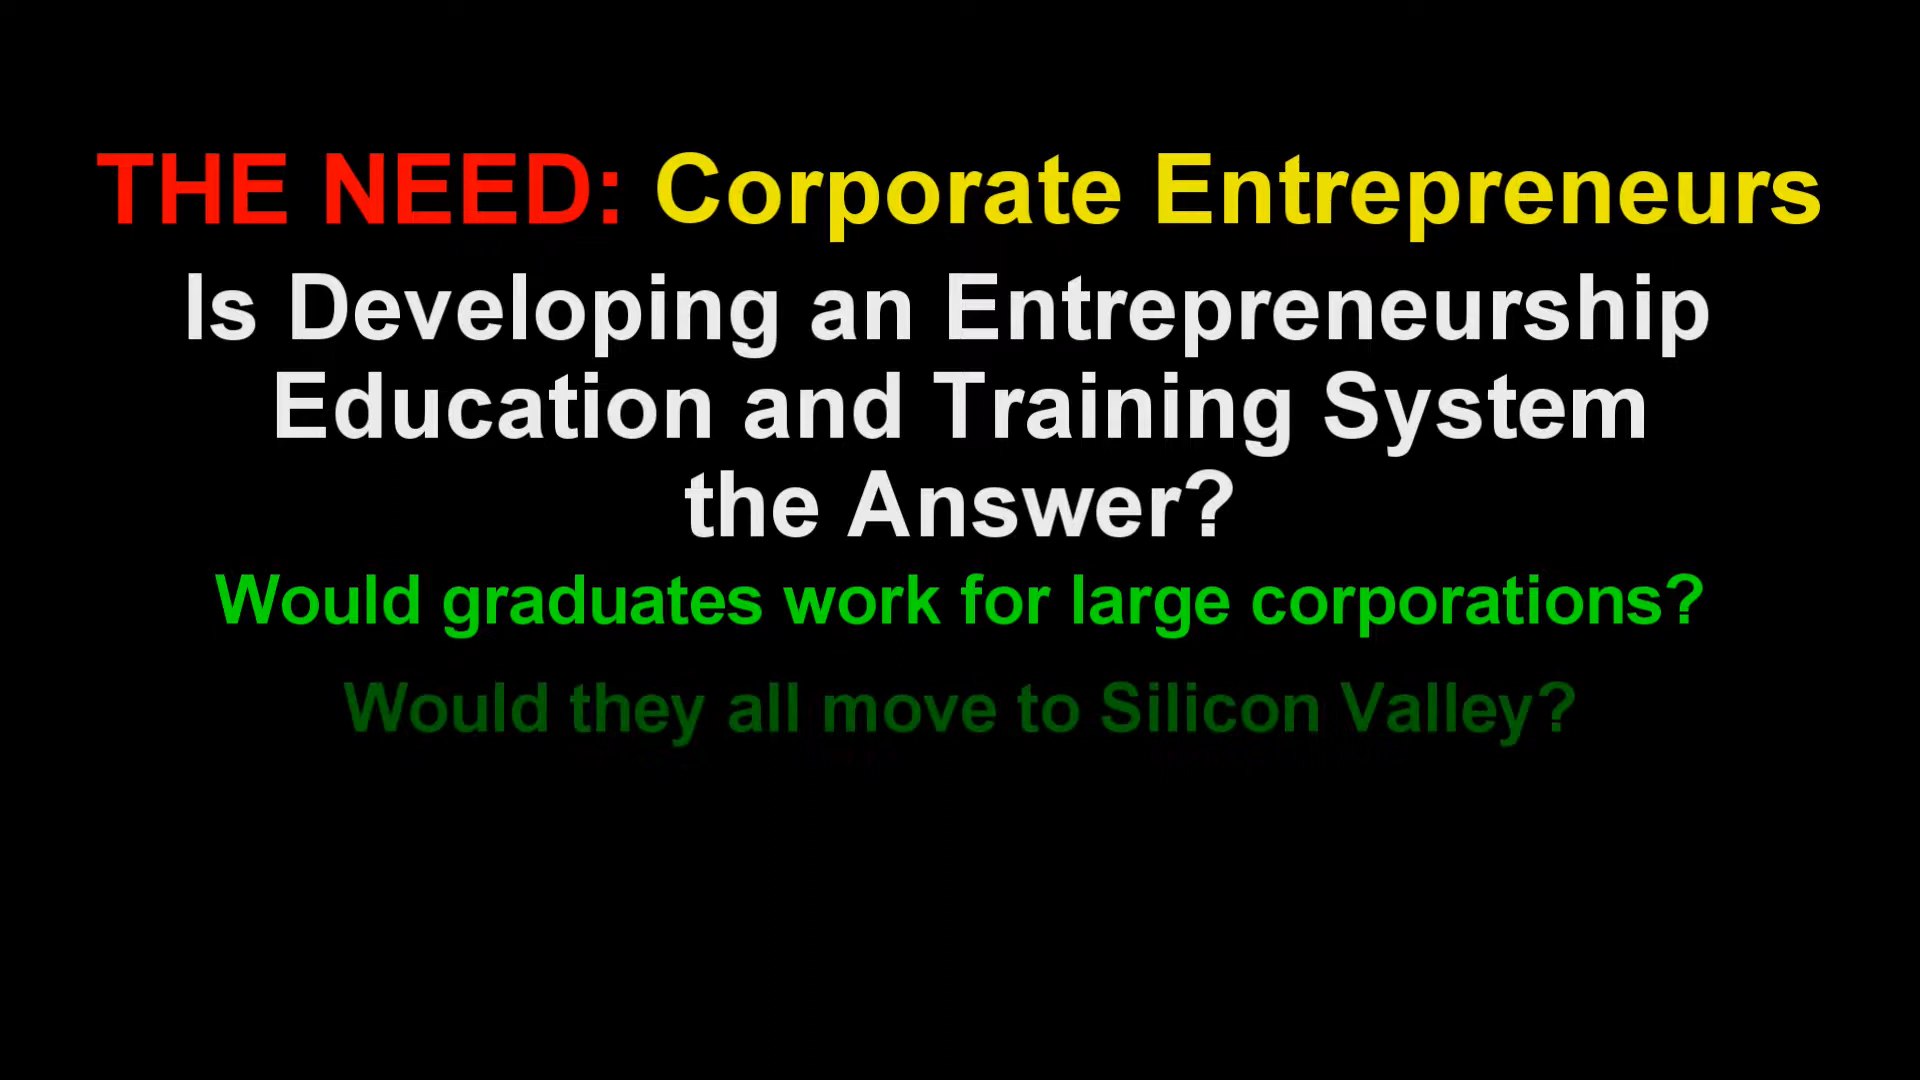 THE NEED: Corporate Entrepreneurs
Is Developing an Entrepreneurship
Education and Training System
the Answer?
Would graduates work for large corporations?
Would they all move to Silicon Valley?